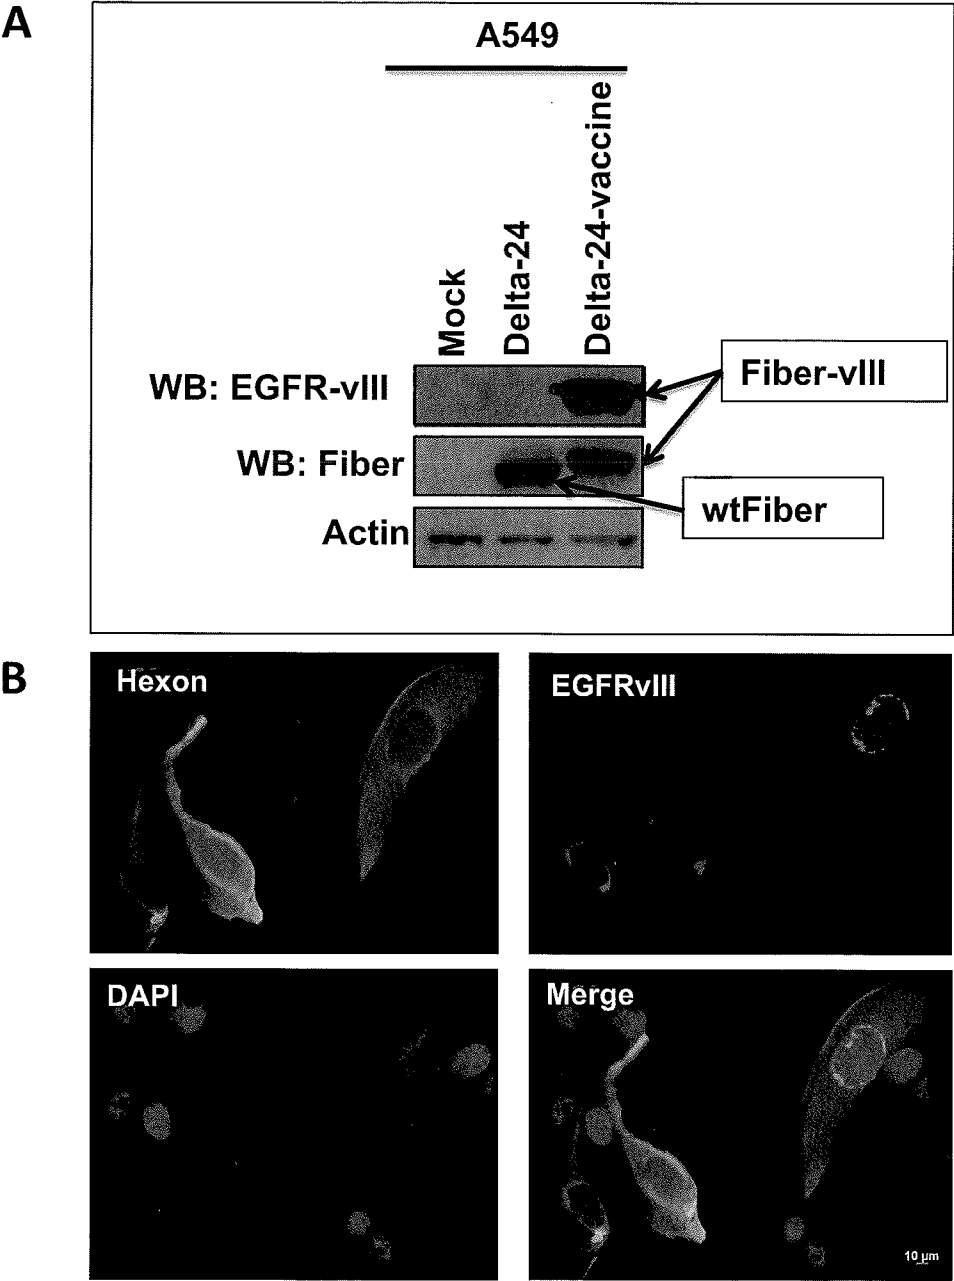 A
A549
Mock
Delta-24
Delta-24-vaccine
WB: EGFR-vIII
Fiber-vIII
WB: Fiber
wtFiber
Actin
B
Hexon
EGFRvIII
DAPI
Merge
10 µm